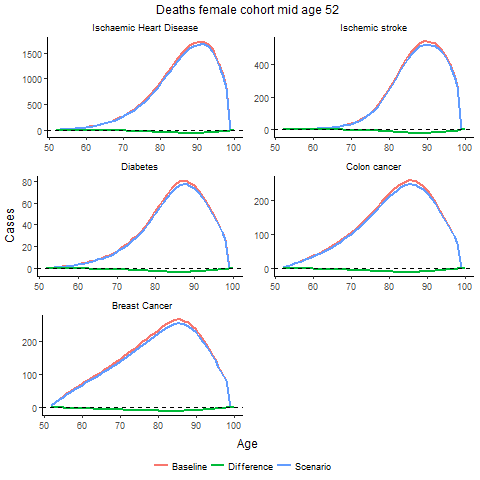 Deaths female cohort mid age 52
Ischaemic Heart Disease
Ischemic stroke
1500
1000
500
0
50 60 70 80 90 100
400
200
0
50 60 70 80 90 100
Diabetes
Colon cancer
80
60
40
20
0
50 60 70 80 90 100
200
100
0
50 60 70 80 90 100
Breast Cancer
200
100
0
50 60 70 80 90 100
Cases
Age
Baseline Difference Scenario